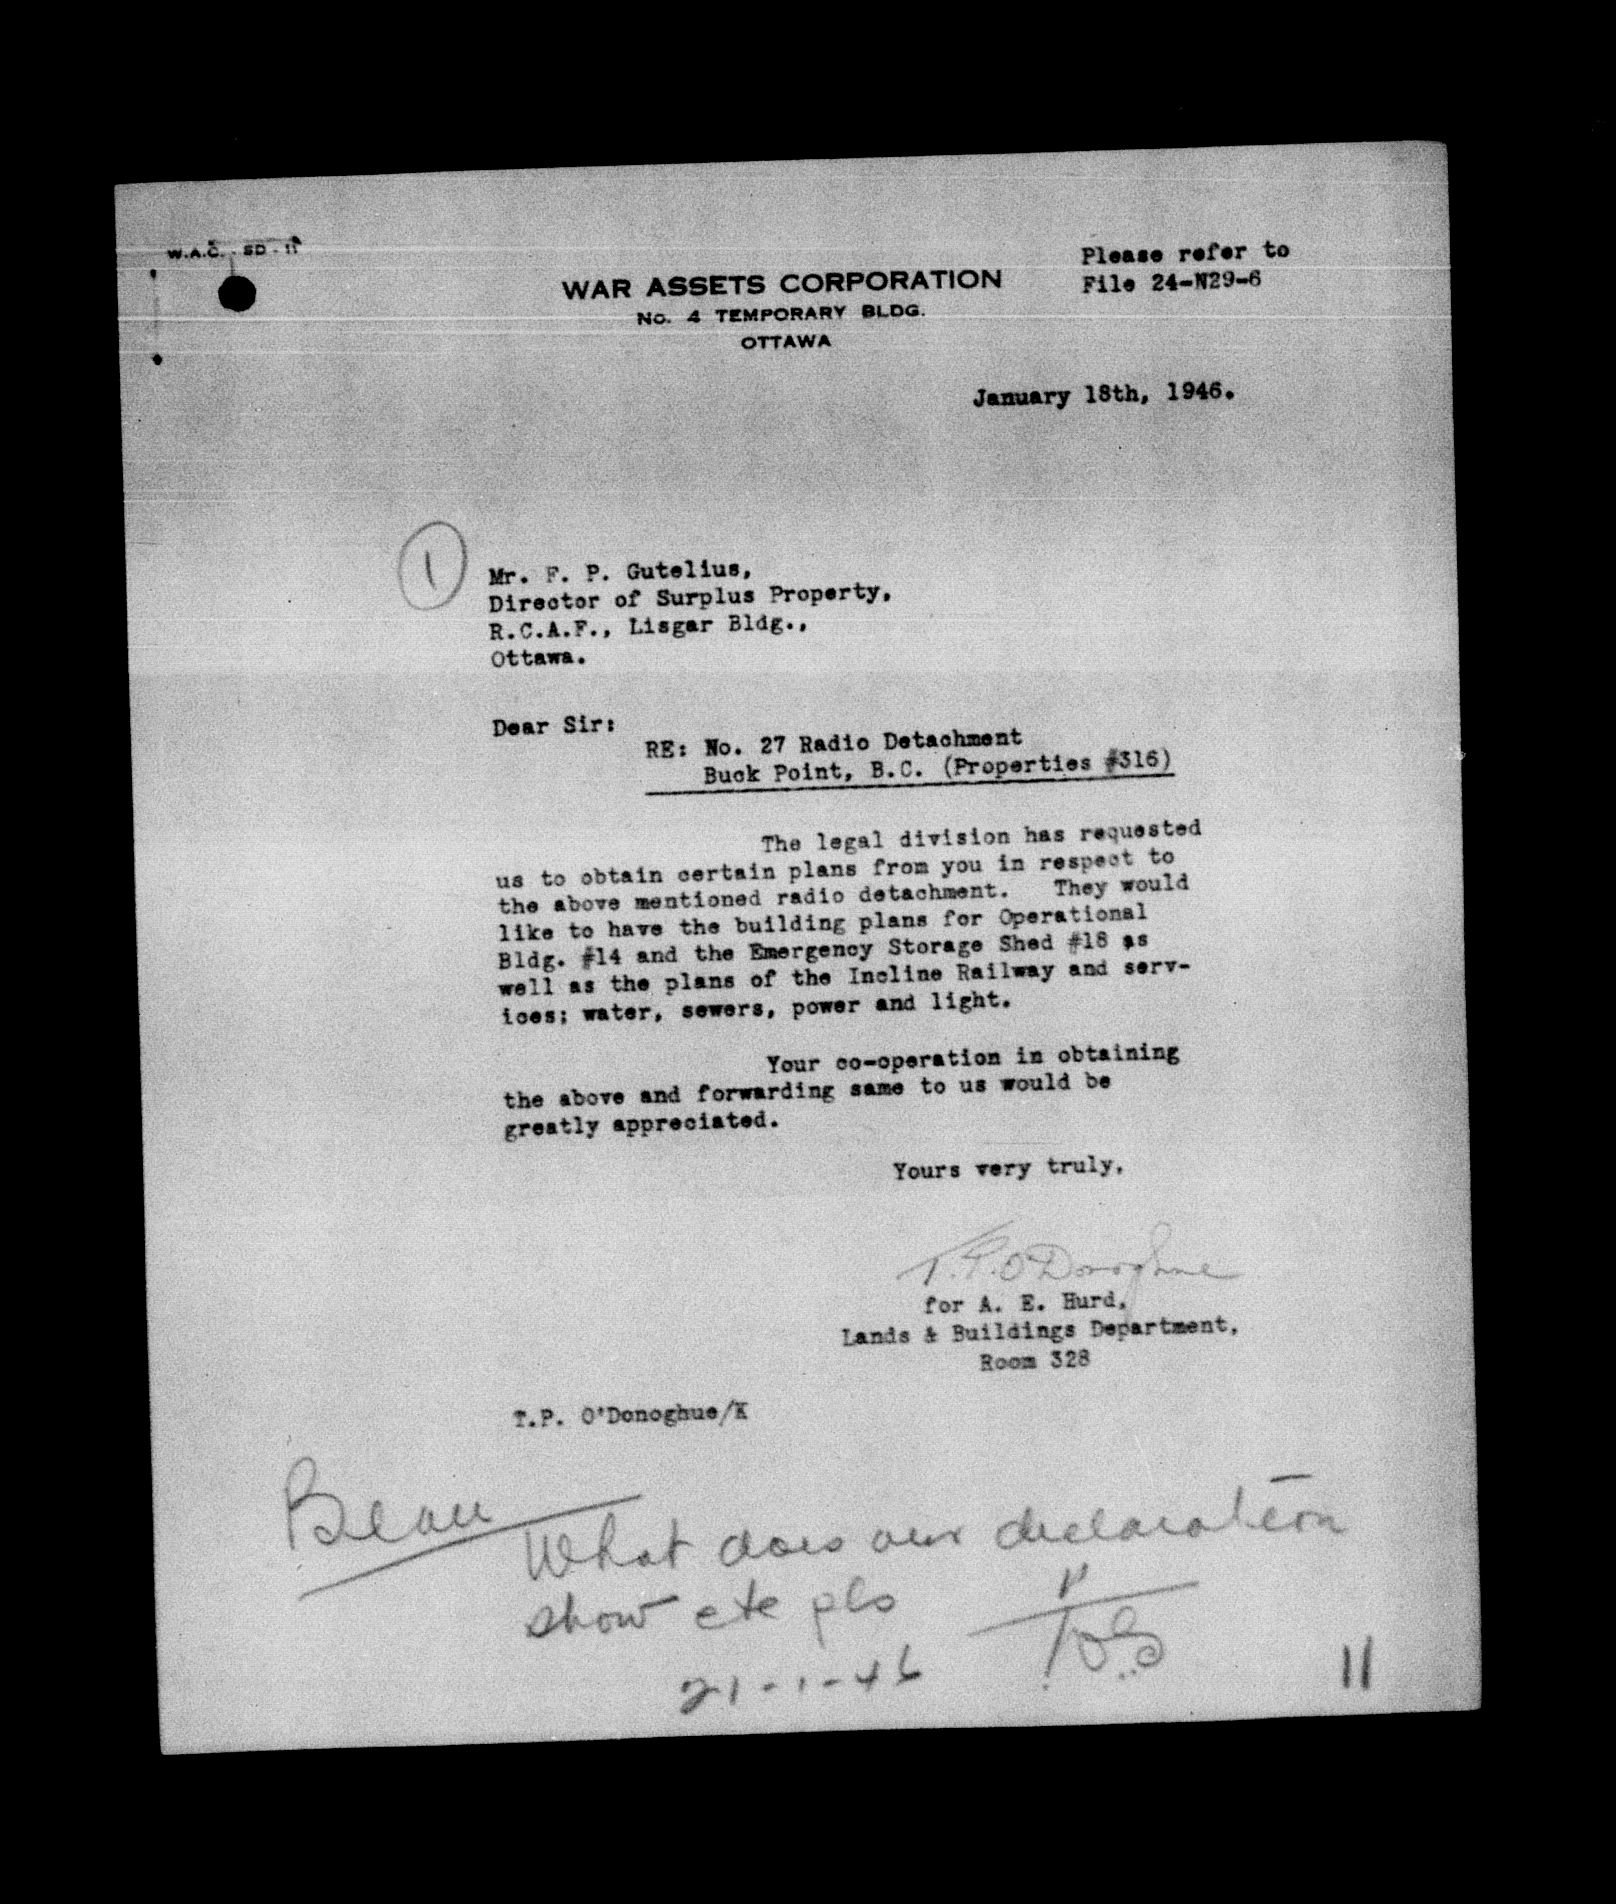 W.A.C. - SD - 11
Please refer to
File 24-N29-6
WAR ASSETS CORPORATION
No. 4 TEMPORARY BLDG.
OTTAWA
January 18th, 1946.
1
Mr. F. P. Gutelius,
Director of Surplus Property,
R.C.A.F., Lisgar Bldg.,
Ottawa.
Dear Sir:
RE: No. 27 Radio Detachment
Buck Point, B.C. (Properties #316)
The legal division has requested
us to obtain certain plans from you in respect to
the above mentioned radio detachment. They would
like to have the building plans for Operational
Bldg. #14 and the Emergency Storage Shed #18 as
well as the plans of the Incline Railway and serv-
ices; water, sewers, power and light.
Your co-operation in obtaining
the above and forwarding same to us would be
greatly appreciated.
Yours very truly,
T.P. O'Donoghue
for A. E. Hurd,
Lands & Buildings Department,
Room 328
T.P. O'Donoghue/K
What does our declaration
show etc pls
21-1-46
11